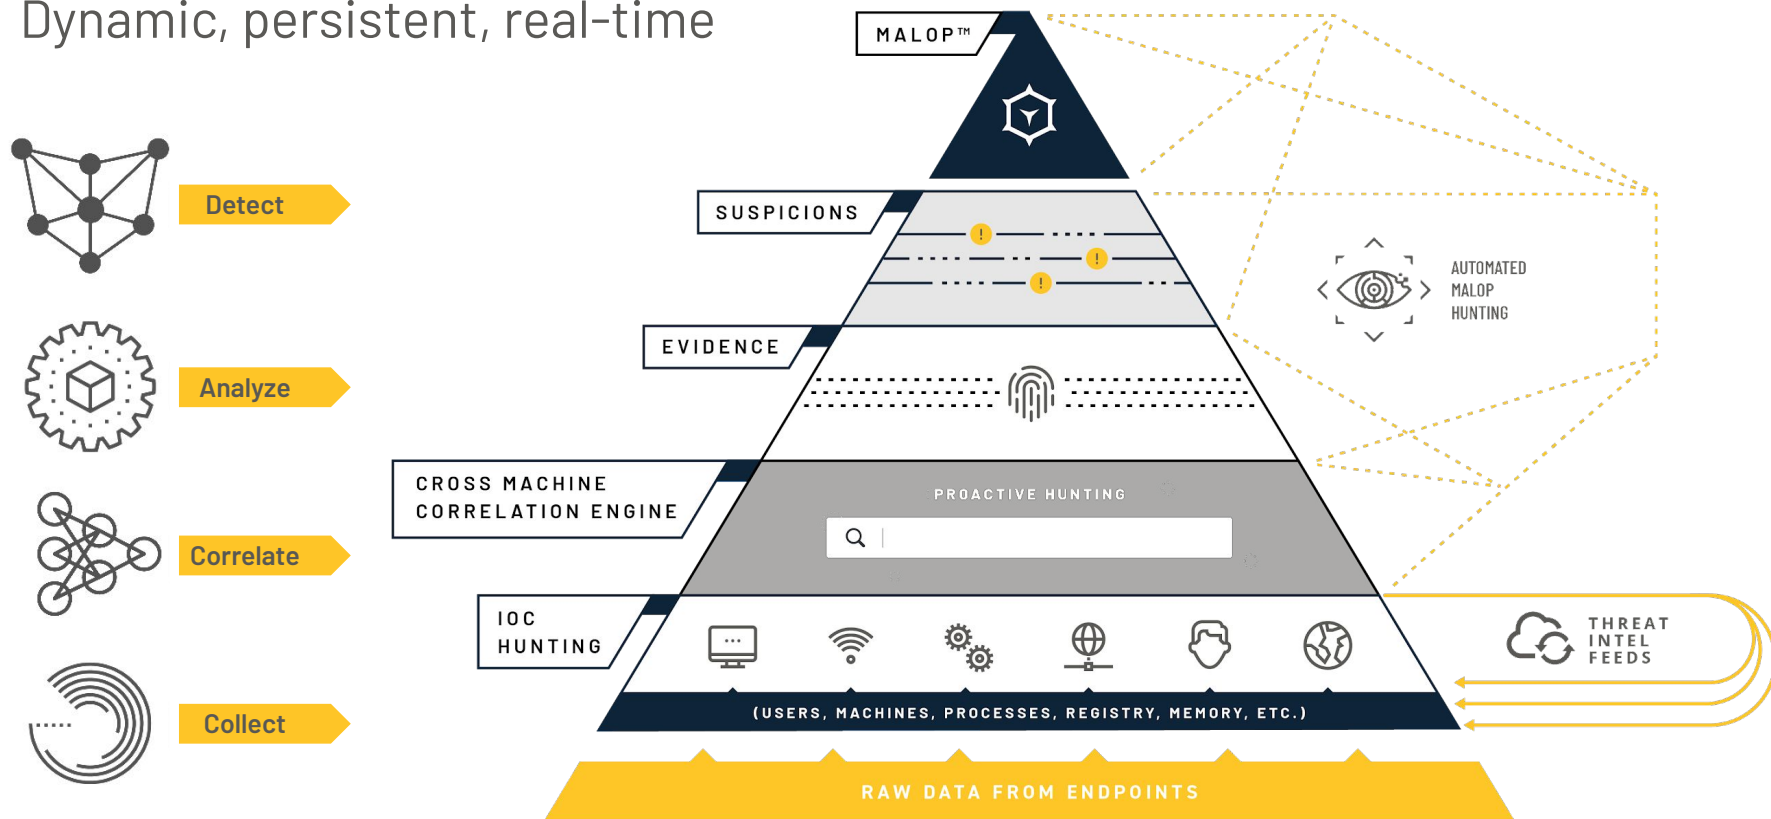 Dynamic, persistent, real-time
MALOP™
Detect
SUSPICIONS
!
!
!
AUTOMATED
MALOP
HUNTING
EVIDENCE
Analyze
CROSS MACHINE
CORRELATION ENGINE
PROACTIVE HUNTING
Correlate
IOC
HUNTING
THREAT
INTEL
FEEDS
Collect
(USERS, MACHINES, PROCESSES, REGISTRY, MEMORY, ETC.)
RAW DATA FROM ENDPOINTS